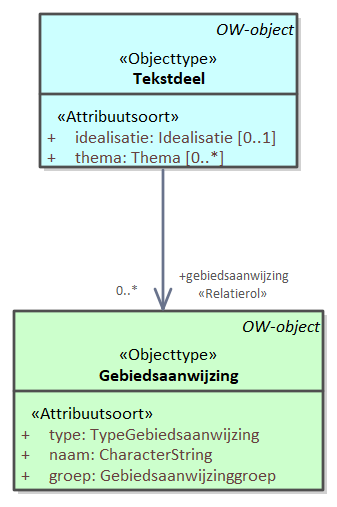 OW-object
«Objecttype»
Tekstdeel
«Attribuutsoort»
+ idealisatie: Idealisatie [0..1]
+ thema: Thema [0..*]
+gebiedsaanwijzing
0..* «Relatierol»
OW-object
«Objecttype»
Gebiedsaanwijzing
«Attribuutsoort»
+ type: TypeGebiedsaanwijzing
+ naam: CharacterString
+ groep: Gebiedsaanwijzinggroep